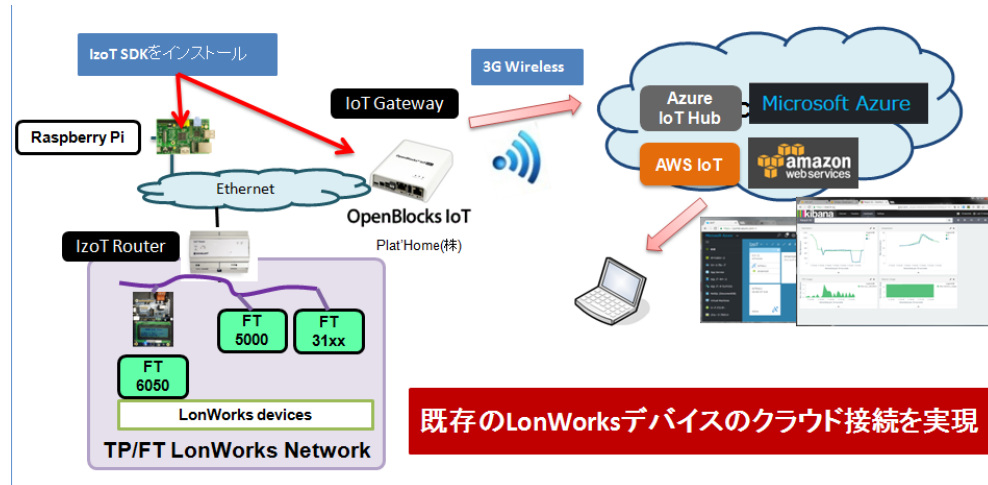 IzoT SDKをインストール
3G Wireless
IoT Gateway
Raspberry Pi
Azure
IoT Hub
Microsoft Azure
AWS IoT
amazon
web services
Ethernet
OpenBlocks IoT
Plat'Home(株)
IzoT Router
kibana
FT
5000
FT
31xx
FT
6050
LonWorks devices
TP/FT LonWorks Network
既存のLonWorksデバイスのクラウド接続を実現